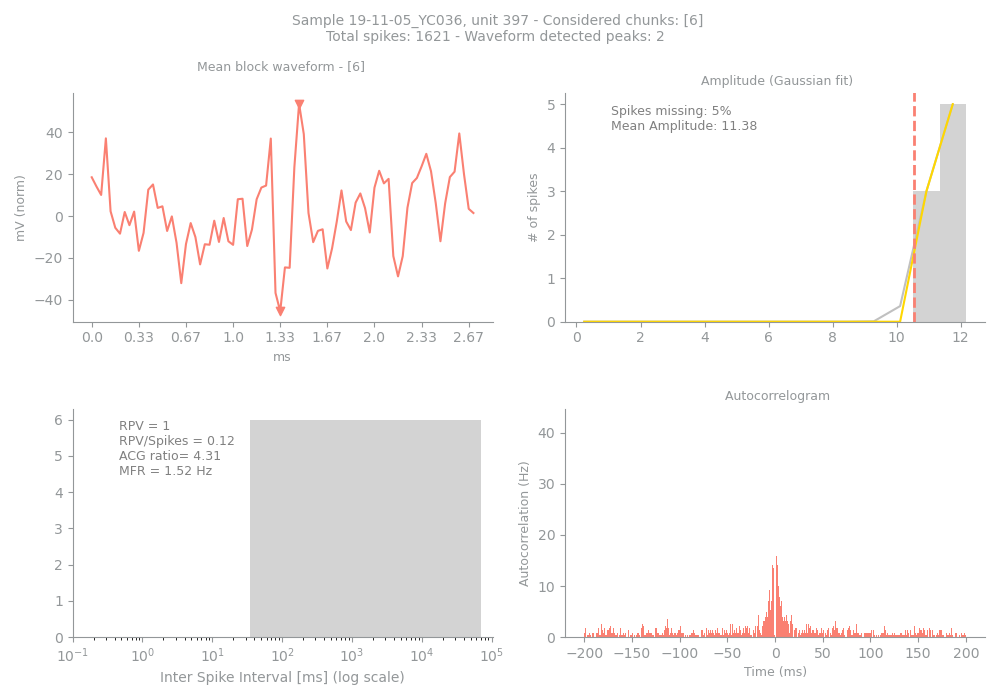 Sample 19-11-05_YC036, unit 397 - Considered chunks: [6]
Total spikes: 1621 - Waveform detected peaks: 2
Mean block waveform - [6]
mV (norm)
40
20
0
−20
−40
0.0 0.33 0.67 1.0 1.33 1.67 2.0 2.33 2.67
ms
Amplitude (Gaussian fit)
Spikes missing: 5%
Mean Amplitude: 11.38
# of spikes
5
4
3
2
1
0
0 2 4 6 8 10 12
RPV = 1
RPV/Spikes = 0.12
ACG ratio= 4.31
MFR = 1.52 Hz
6
5
4
3
2
1
0
10⁻¹ 10⁰ 10¹ 10² 10³ 10⁴ 10⁵
Inter Spike Interval [ms] (log scale)
Autocorrelogram
Autocorrelation (Hz)
40
30
20
10
0
−200 −150 −100 −50 0 50 100 150 200
Time (ms)